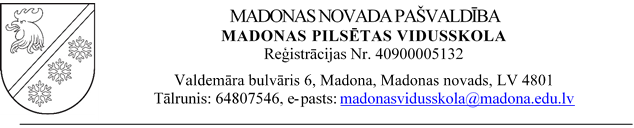 MADONAS NOVADA PAŠVALDĪBA
MADONAS PILSĒTAS VIDUSSKOLA
Reģistrācijas Nr. 40900005132
Valdemāra bulvāris 6, Madona, Madonas novads, LV 4801
Tālrunis: 64807546, e-pasts: madonasvidusskola@madona.edu.lv